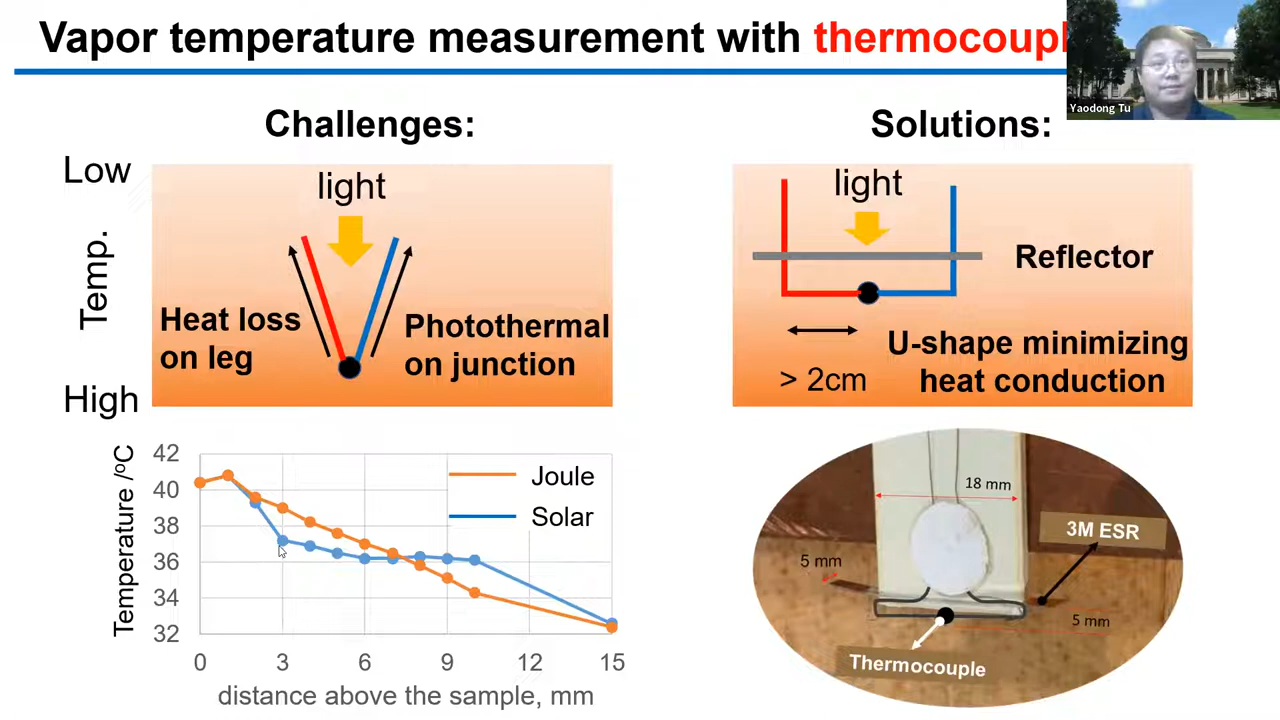 Vapor temperature measurement with thermocoupl
Yaodong Tu
Challenges:
Solutions:
Low
Temp.
High
light
Heat loss
on leg
Photothermal
on junction
light
Reflector
> 2cm
U-shape minimizing
heat conduction
Temperature /°C
42
40
38
36
34
32
Joule
Solar
0 3 6 9 12 15
distance above the sample, mm
18 mm
3M ESR
5 mm
5 mm
Thermocouple